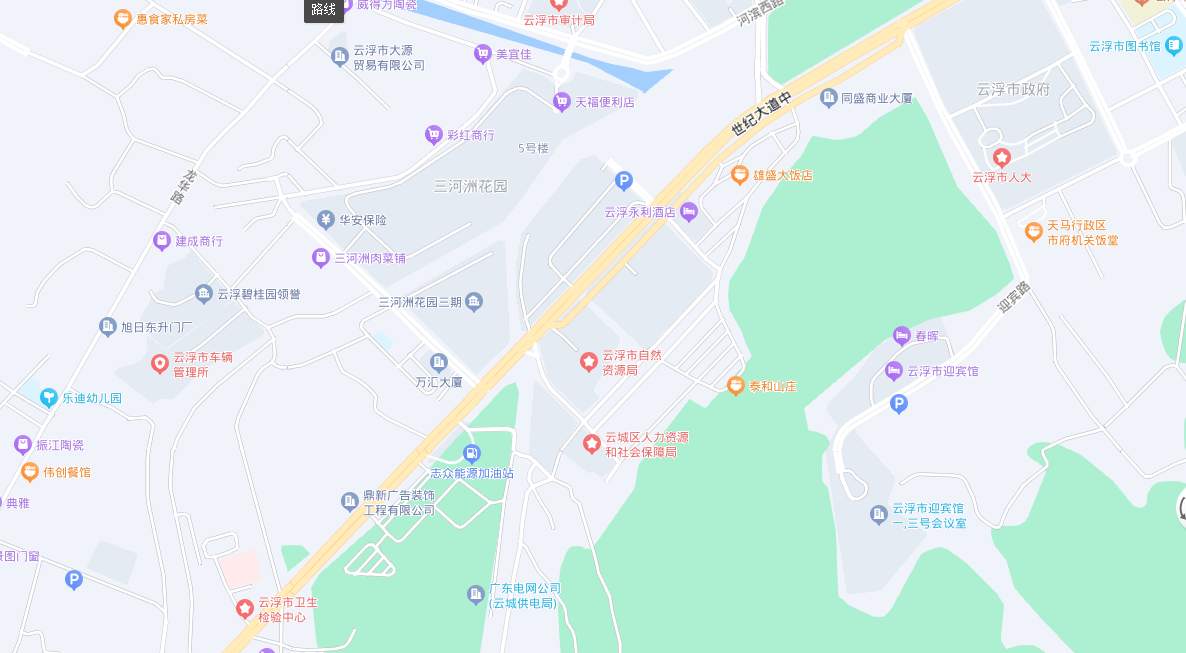 路线
威得力陶瓷
惠食家私房菜
云浮市审计局
河滨西路
云浮市大源
贸易有限公司
美宜佳
云浮市图书馆
天福便利店
世纪大道中
同盛商业大厦
云浮市政府
彩红商行
5号楼
三河洲花园
龙华路
雄盛大饭店
云浮市人大
云浮永利酒店
华安保险
天马行政区
市府机关饭堂
建成商行
三河洲肉菜铺
云浮碧桂园领誉
三河洲花园三期
迎宾路
旭日东升门厂
春晖
云浮市车辆
管理所
云浮市自然
资源局
云浮市迎宾馆
万汇大厦
泰和山庄
乐迪幼儿园
振江陶瓷
云城区人力资源
和社会保障局
伟创餐馆
志众能源加油站
典雅
鼎新广告装饰
工程有限公司
云浮市迎宾馆
一,三号会议室
图门窗
广东电网公司
(云城供电局)
云浮市卫生
检验中心